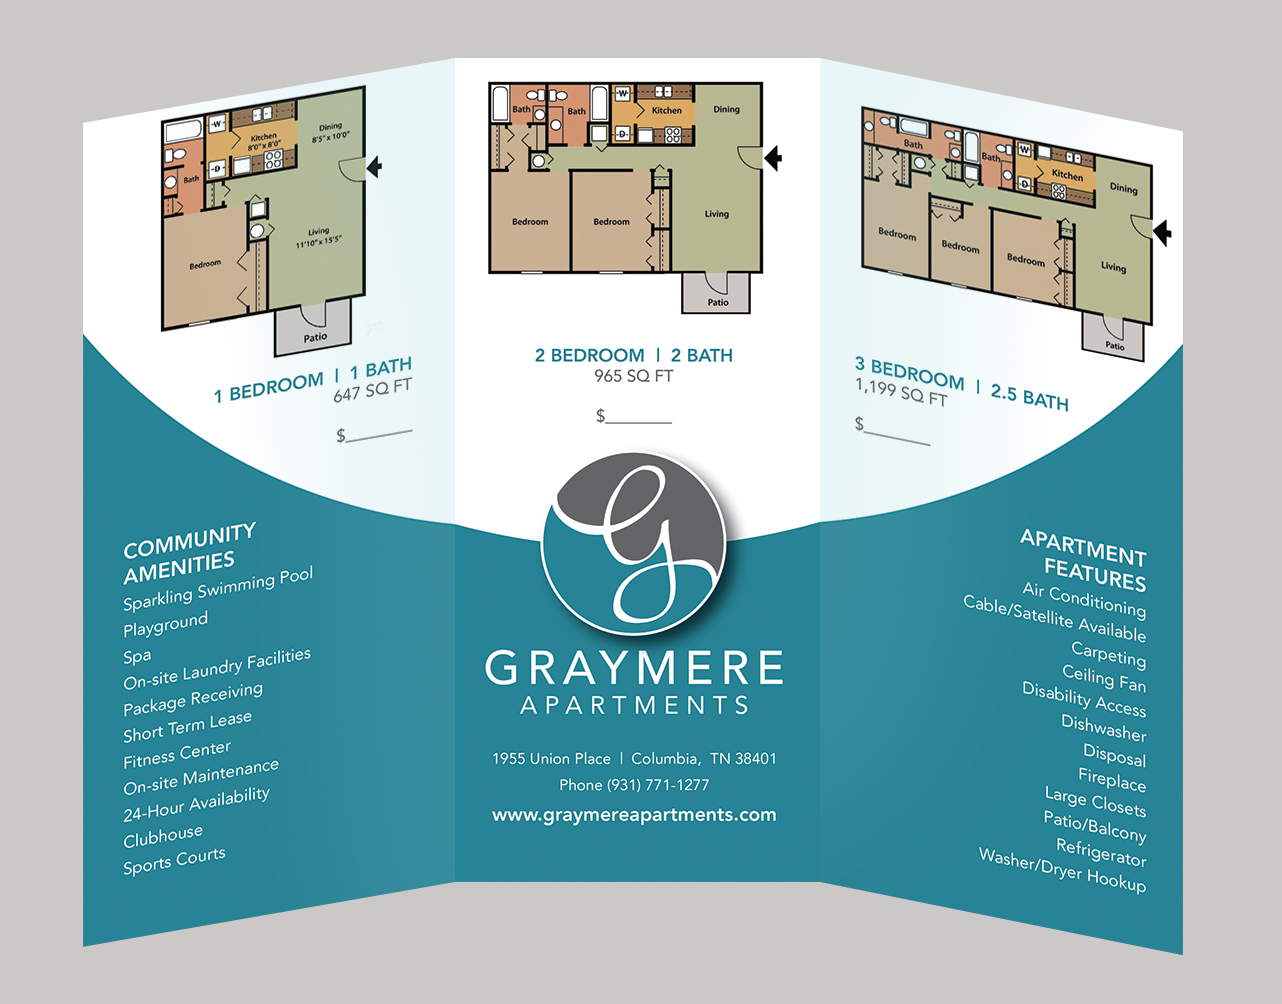 W
Kitchen
8'0" x 8'0"
Dining
8'5" x 10'0"
D
Bath
Living
11'10" x 15'5"
Bedroom
Patio
1 BEDROOM | 1 BATH
647 SQ FT
$_______
COMMUNITY
AMENITIES
Sparkling Swimming Pool
Playground
Spa
On-site Laundry Facilities
Package Receiving
Short Term Lease
Fitness Center
On-site Maintenance
24-Hour Availability
Clubhouse
Sports Courts
Bath
Bath
W
Kitchen
Dining
D
Bedroom
Bedroom
Living
Patio
2 BEDROOM | 2 BATH
965 SQ FT
$_______
G
GRAYMERE
APARTMENTS
1955 Union Place | Columbia, TN 38401
Phone (931) 771-1277
www.graymereapartments.com
Bath
Bath
W
Kitchen
D
Dining
Bedroom
Bedroom
Bedroom
Living
Patio
3 BEDROOM | 2.5 BATH
1,199 SQ FT
$_______
APARTMENT
FEATURES
Air Conditioning
Cable/Satellite Available
Carpeting
Ceiling Fan
Disability Access
Dishwasher
Disposal
Fireplace
Large Closets
Patio/Balcony
Refrigerator
Washer/Dryer Hookup